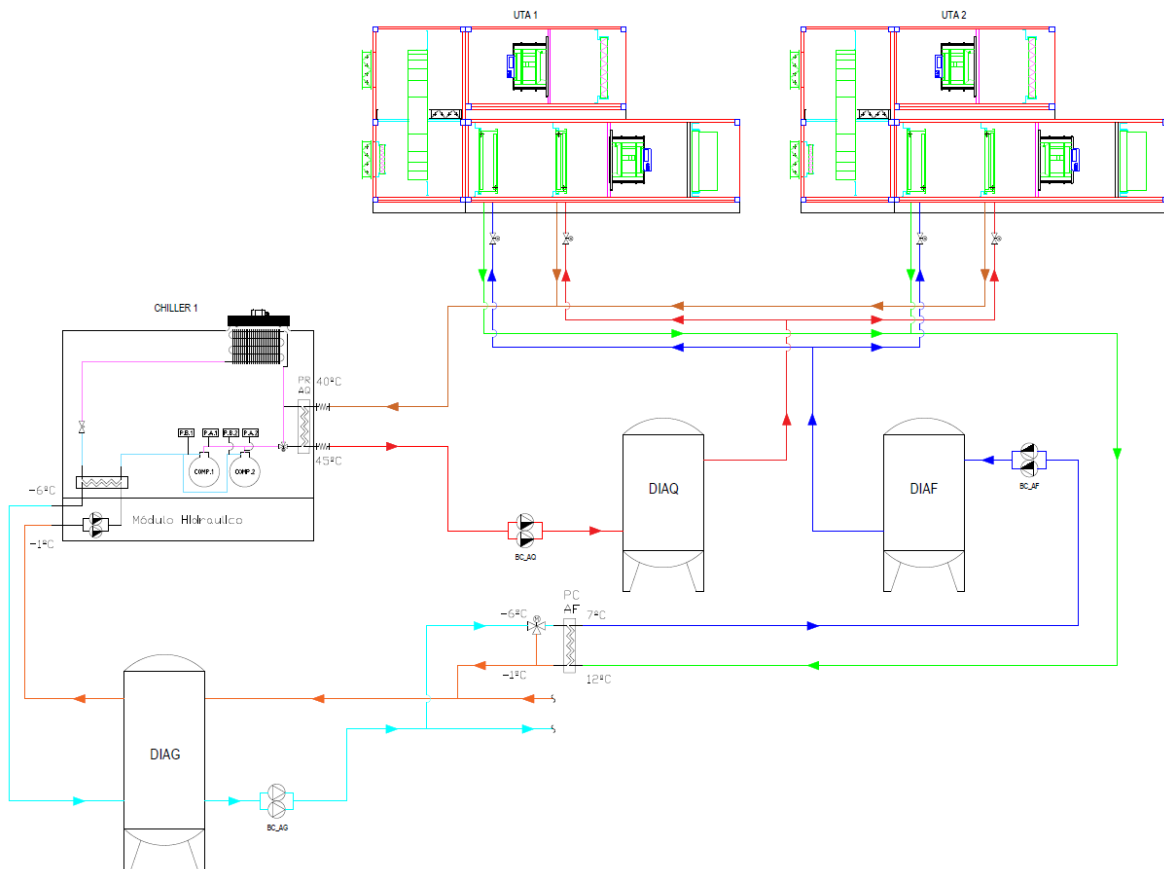 UTA 1
UTA 2
CHILLER 1
PR
AQ
40ºC
P.B.1
P.A.1
P.B.2
P.A.2
COMP.1
COMP.2
45ºC
-6ºC
Módulo Hidraulico
-1ºC
DIAQ
DIAF
BC_AF
BC_AQ
PC
AF
-6ºC
7ºC
-1ºC
12ºC
M
DIAG
BC_AG